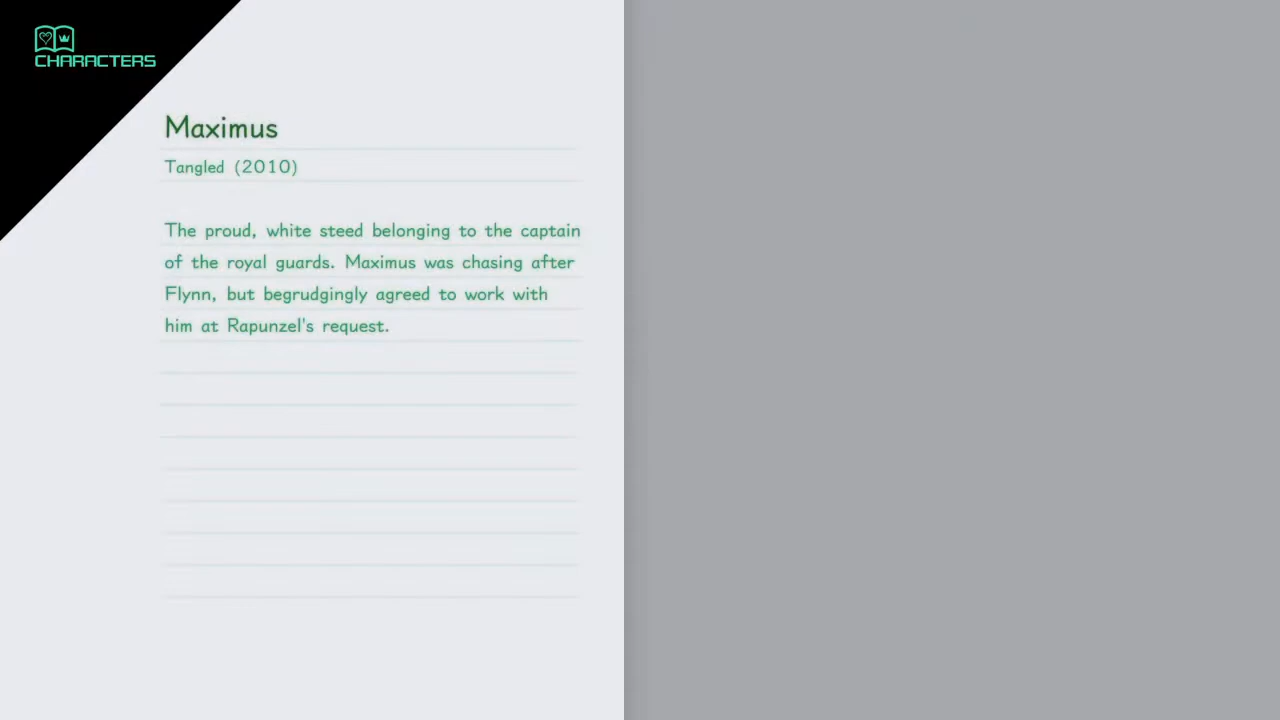 CHARACTERS
Maximus
Tangled (2010)
The proud, white steed belonging to the captain
of the royal guards. Maximus was chasing after
Flynn, but begrudgingly agreed to work with
him at Rapunzel's request.